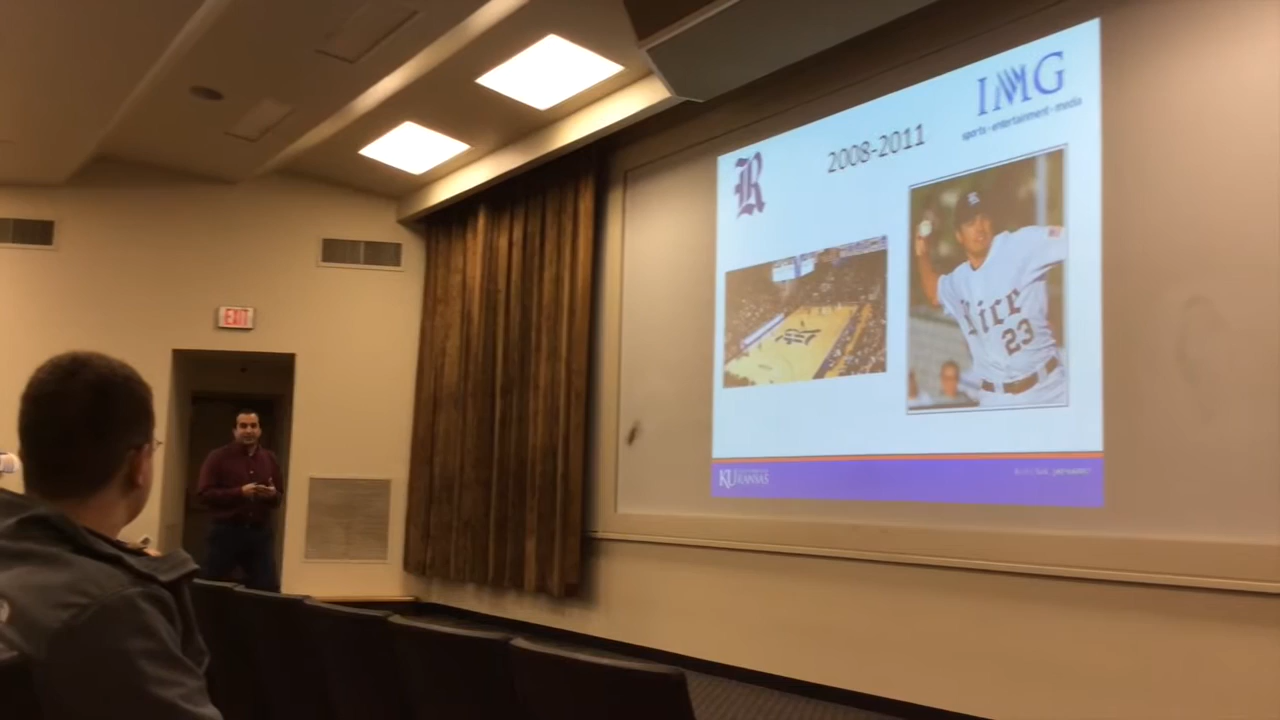 IMG
sports · entertainment · media
2008-2011
R
R
R
Rice
23
EXIT
KU
KANSAS